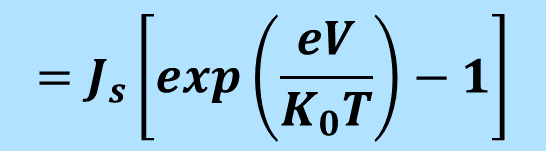 = J_s [exp (eV / K_0T) − 1]